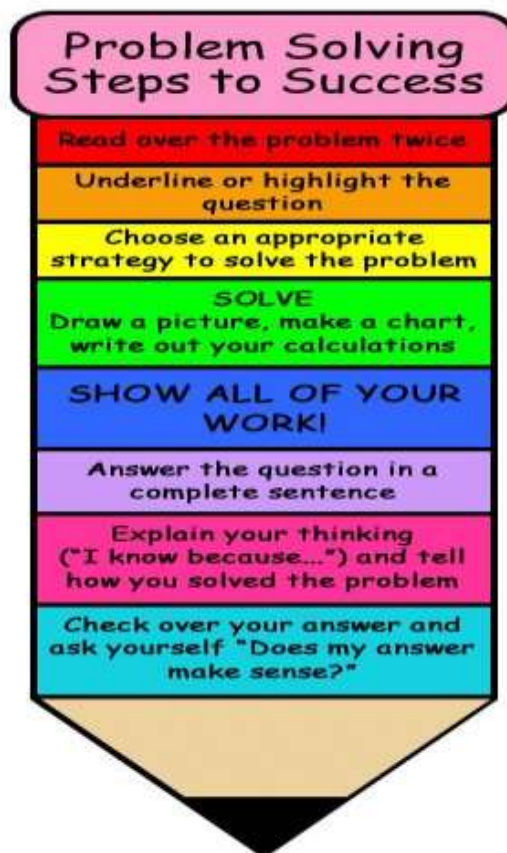 Problem Solving
Steps to Success
Read over the problem twice
Underline or highlight the
question
Choose an appropriate
strategy to solve the problem
SOLVE
Draw a picture, make a chart,
write out your calculations
SHOW ALL OF YOUR
WORK!
Answer the question in a
complete sentence
Explain your thinking
("I know because...") and tell
how you solved the problem
Check over your answer and
ask yourself "Does my answer
make sense?"